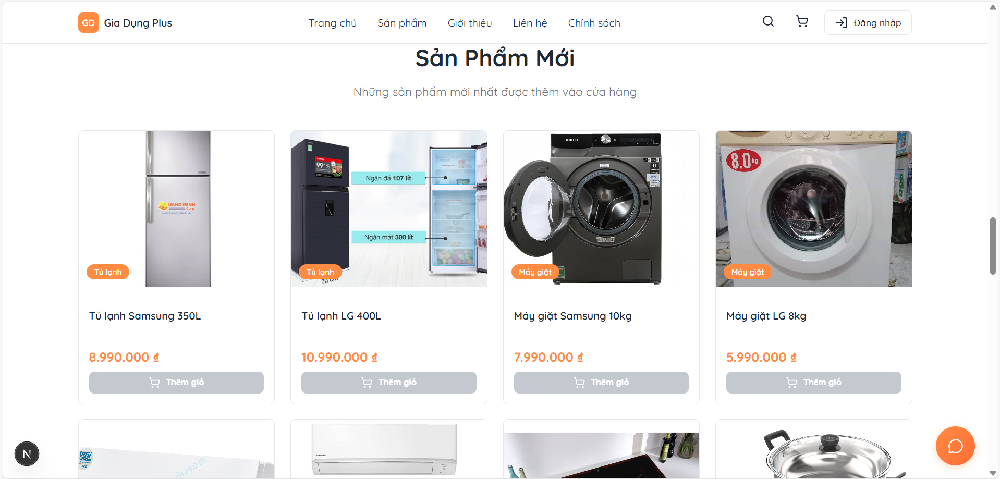 GD Gia Dụng Plus
Trang chủ Sản phẩm Giới thiệu Liên hệ Chính sách
Đăng nhập
Sản Phẩm Mới
Những sản phẩm mới nhất được thêm vào cửa hàng
UANG MINH
Corp
www.QuangMinh.vn
Tủ lạnh
TOSHIBA
99+%
Ngăn đá 107 lít
Ngăn mát 300 lít
70 cm
Tủ lạnh
SAMSUNG
11
Máy giặt
8.0kg
Máy giặt
Tủ lạnh Samsung 350L
Tủ lạnh LG 400L
Máy giặt Samsung 10kg
Máy giặt LG 8kg
8.990.000 ₫
10.990.000 ₫
7.990.000 ₫
5.990.000 ₫
Thêm giỏ
Thêm giỏ
Thêm giỏ
Thêm giỏ
Panasonic
N